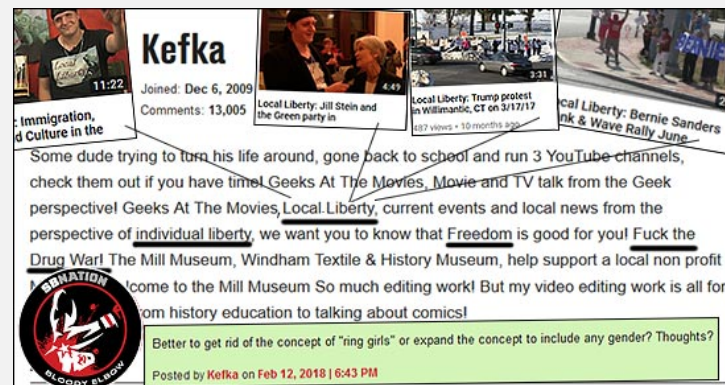 11:22
: Immigration,
d Culture in the
Kefka
Joined: Dec 6, 2009
Comments: 13,005
4:49
Local Liberty: Jill Stein and
the Green party in
3:31
Local Liberty: Trump protest
in Willimantic, CT on 3/17/17
487 views • 10 months ago
cal Liberty: Bernie Sanders
nk & Wave Rally June
Some dude trying to turn his life around, gone back to school and run 3 YouTube channels,
check them out if you have time! Geeks At The Movies, Movie and TV talk from the Geek
perspective! Geeks At The Movies, Local Liberty, current events and local news from the
perspective of individual liberty, we want you to know that Freedom is good for you! Fuck the
Drug War! The Mill Museum, Windham Textile & History Museum, help support a local non profit
lcome to the Mill Museum So much editing work! But my video editing work is all for
rom history education to talking about comics!
SBNATION
BLOODY ELBOW
Better to get rid of the concept of "ring girls" or expand the concept to include any gender? Thoughts?
Posted by Kefka on Feb 12, 2018 | 6:43 PM